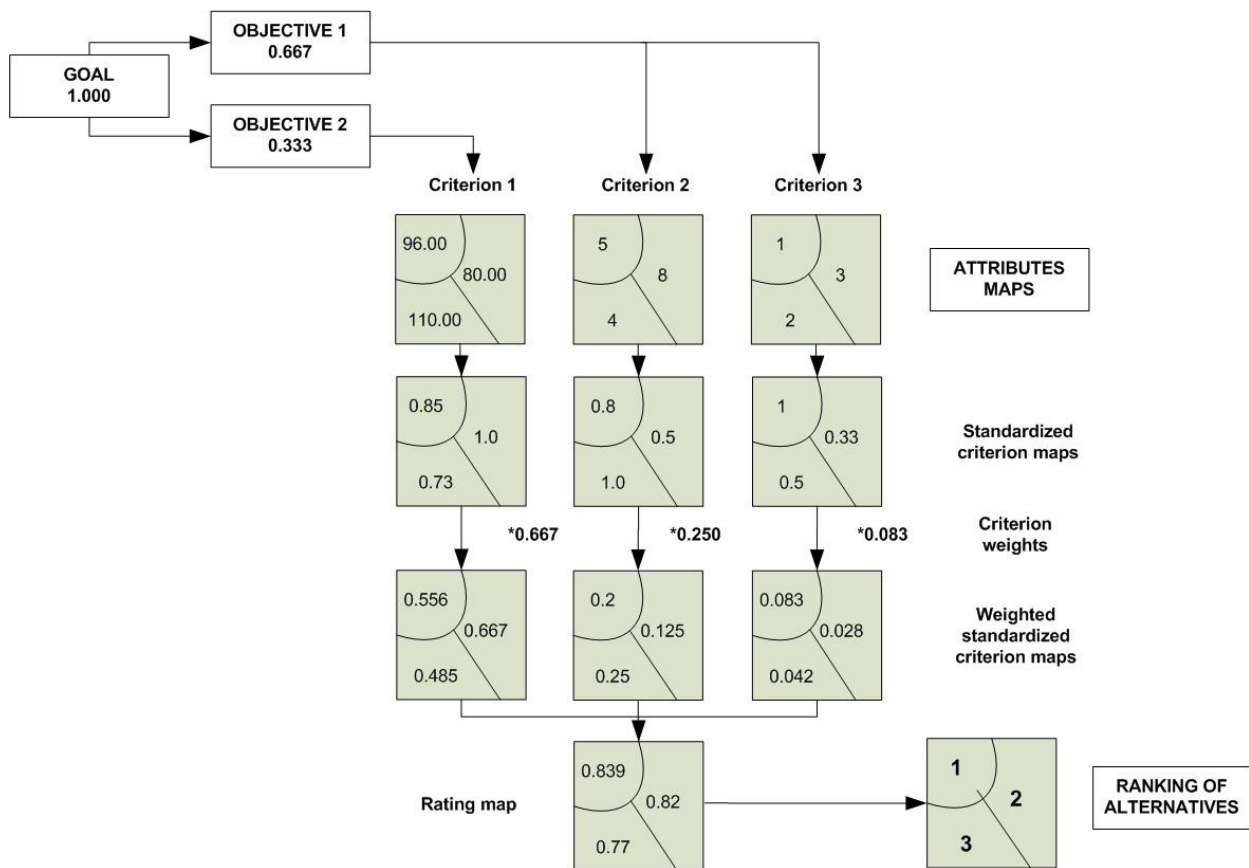 OBJECTIVE 1
0.667
GOAL
1.000
OBJECTIVE 2
0.333
Criterion 1
Criterion 2
Criterion 3
96.00
80.00
110.00
5
8
4
1
3
2
ATTRIBUTES
MAPS
0.85
1.0
0.73
0.8
0.5
1.0
1
0.33
0.5
Standardized
criterion maps
*0.667
*0.250
*0.083
Criterion
weights
0.556
0.667
0.485
0.2
0.125
0.25
0.083
0.028
0.042
Weighted
standardized
criterion maps
Rating map
0.839
0.82
0.77
1
2
3
RANKING OF
ALTERNATIVES